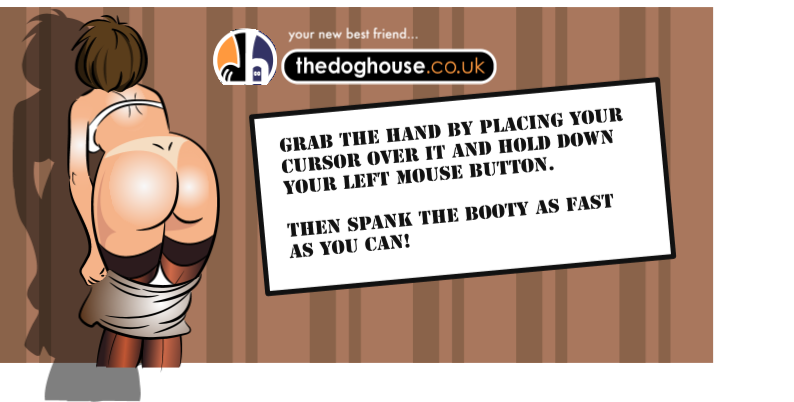 your new best friend...
thedoghouse.co.uk
GRAB THE HAND BY PLACING YOUR
CURSOR OVER IT AND HOLD DOWN
YOUR LEFT MOUSE BUTTON.
THEN SPANK THE BOOTY AS FAST
AS YOU CAN!